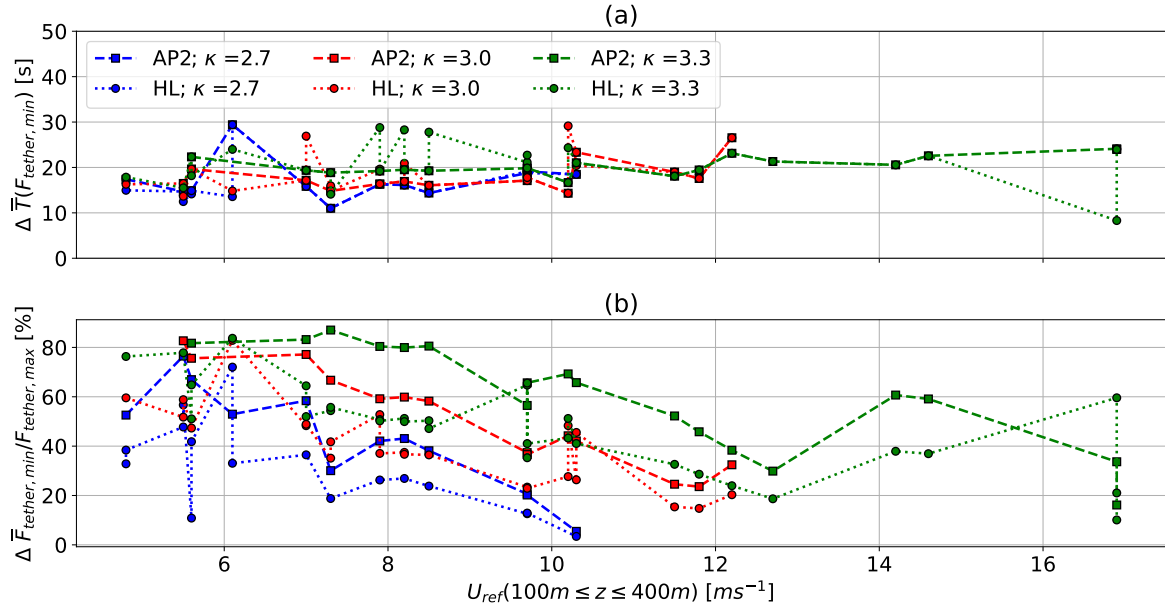 (a)
Δ T̅(F_tether,min) [s]
50
40
30
20
10
0
AP2; κ =2.7 AP2; κ =3.0 AP2; κ =3.3
HL; κ =2.7 HL; κ =3.0 HL; κ =3.3
(b)
Δ F̅_tether,min/F_tether,max [%]
80
60
40
20
0
6 8 10 12 14 16
U_ref(100m ≤ z ≤ 400m) [ms⁻¹]